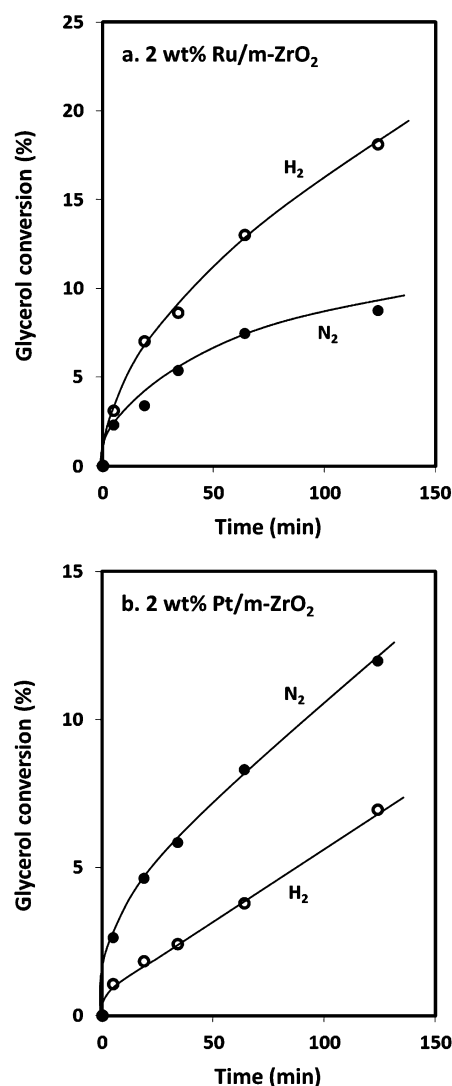 a. 2 wt% Ru/m-ZrO₂
Glycerol conversion (%)
25
20
15
10
5
0
H₂
N₂
0 50 100 150
Time (min)
b. 2 wt% Pt/m-ZrO₂
Glycerol conversion (%)
15
10
5
0
N₂
H₂
0 50 100 150
Time (min)